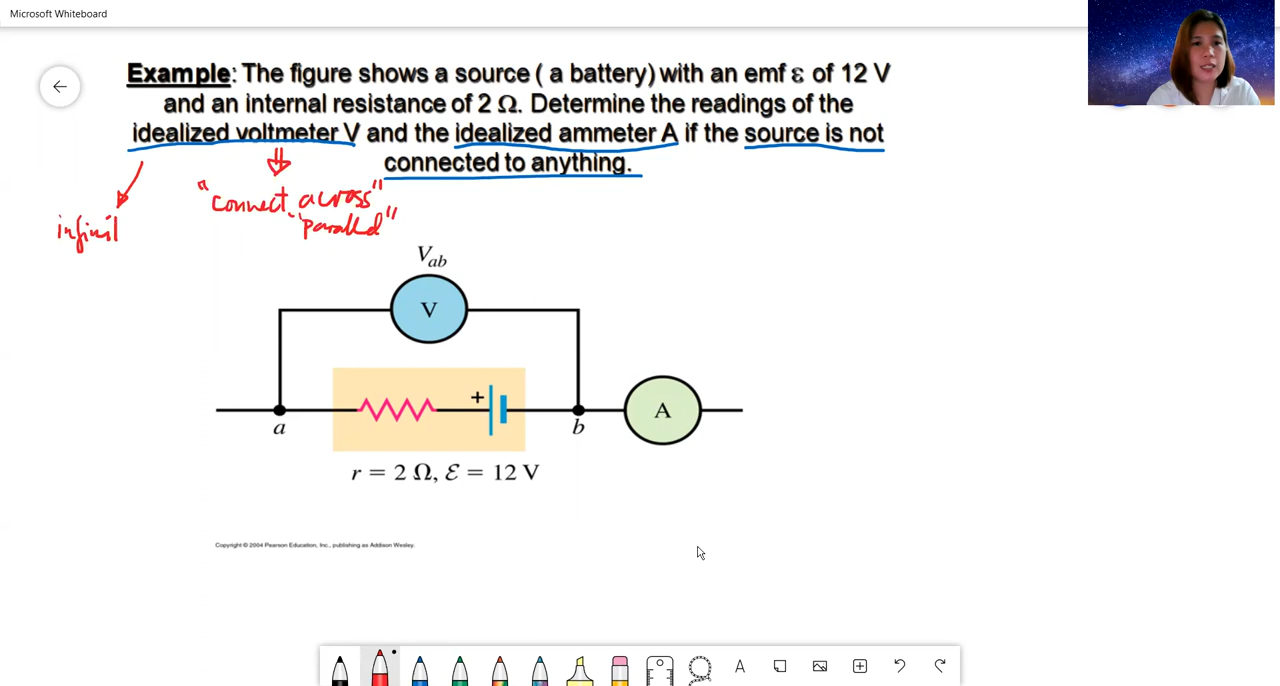 Microsoft Whiteboard
Example: The figure shows a source ( a battery) with an emf ε of 12 V
and an internal resistance of 2 Ω. Determine the readings of the
idealized voltmeter V and the idealized ammeter A if the source is not
connected to anything.
"connect across"
"parallel"
infinit
Vab
V
+
A
a
b
r = 2 Ω, ℰ = 12 V
Copyright © 2004 Pearson Education, Inc., publishing as Addison Wesley.
A